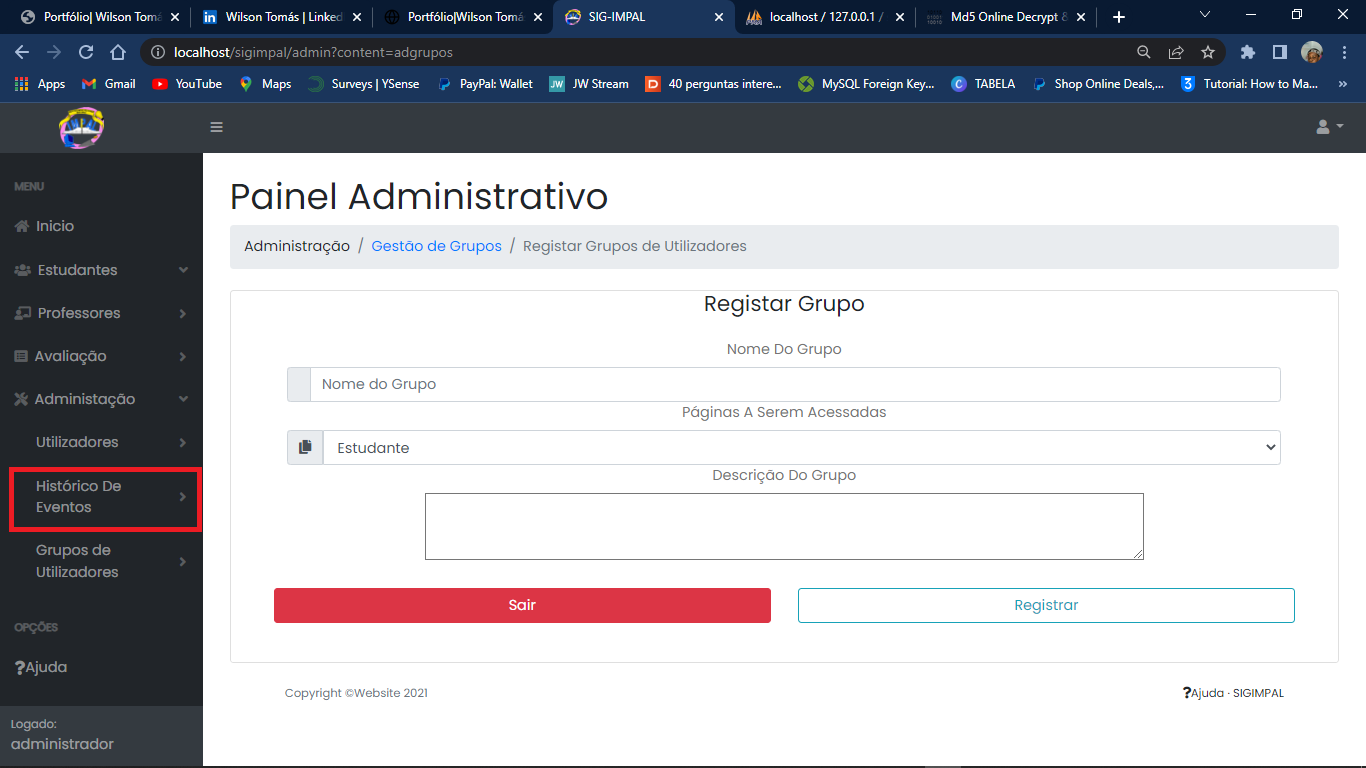 Portfólio| Wilson Tomá
Wilson Tomás | Linked
Portfólio|Wilson Tomá
SIG-IMPAL
localhost / 127.0.0.1 /
Md5 Online Decrypt &
localhost/sigimpal/admin?content=adgrupos
Apps
Gmail
YouTube
Maps
Surveys | YSense
PayPal: Wallet
JW Stream
40 perguntas intere...
MySQL Foreign Key...
TABELA
Shop Online Deals,...
Tutorial: How to Ma...
»
MENU
Inicio
Estudantes
Professores
Avaliação
Administação
Utilizadores
Histórico De
Eventos
Grupos de
Utilizadores
OPÇÕES
?Ajuda
Logado:
administrador
Painel Administrativo
Administração / Gestão de Grupos / Registar Grupos de Utilizadores
Registar Grupo
Nome Do Grupo
Nome do Grupo
Páginas A Serem Acessadas
Estudante
Descrição Do Grupo
Sair
Registrar
Copyright ©Website 2021
?Ajuda · SIGIMPAL